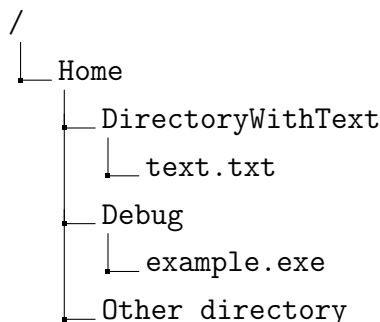 /
Home
DirectoryWithText
text.txt
Debug
example.exe
Other directory